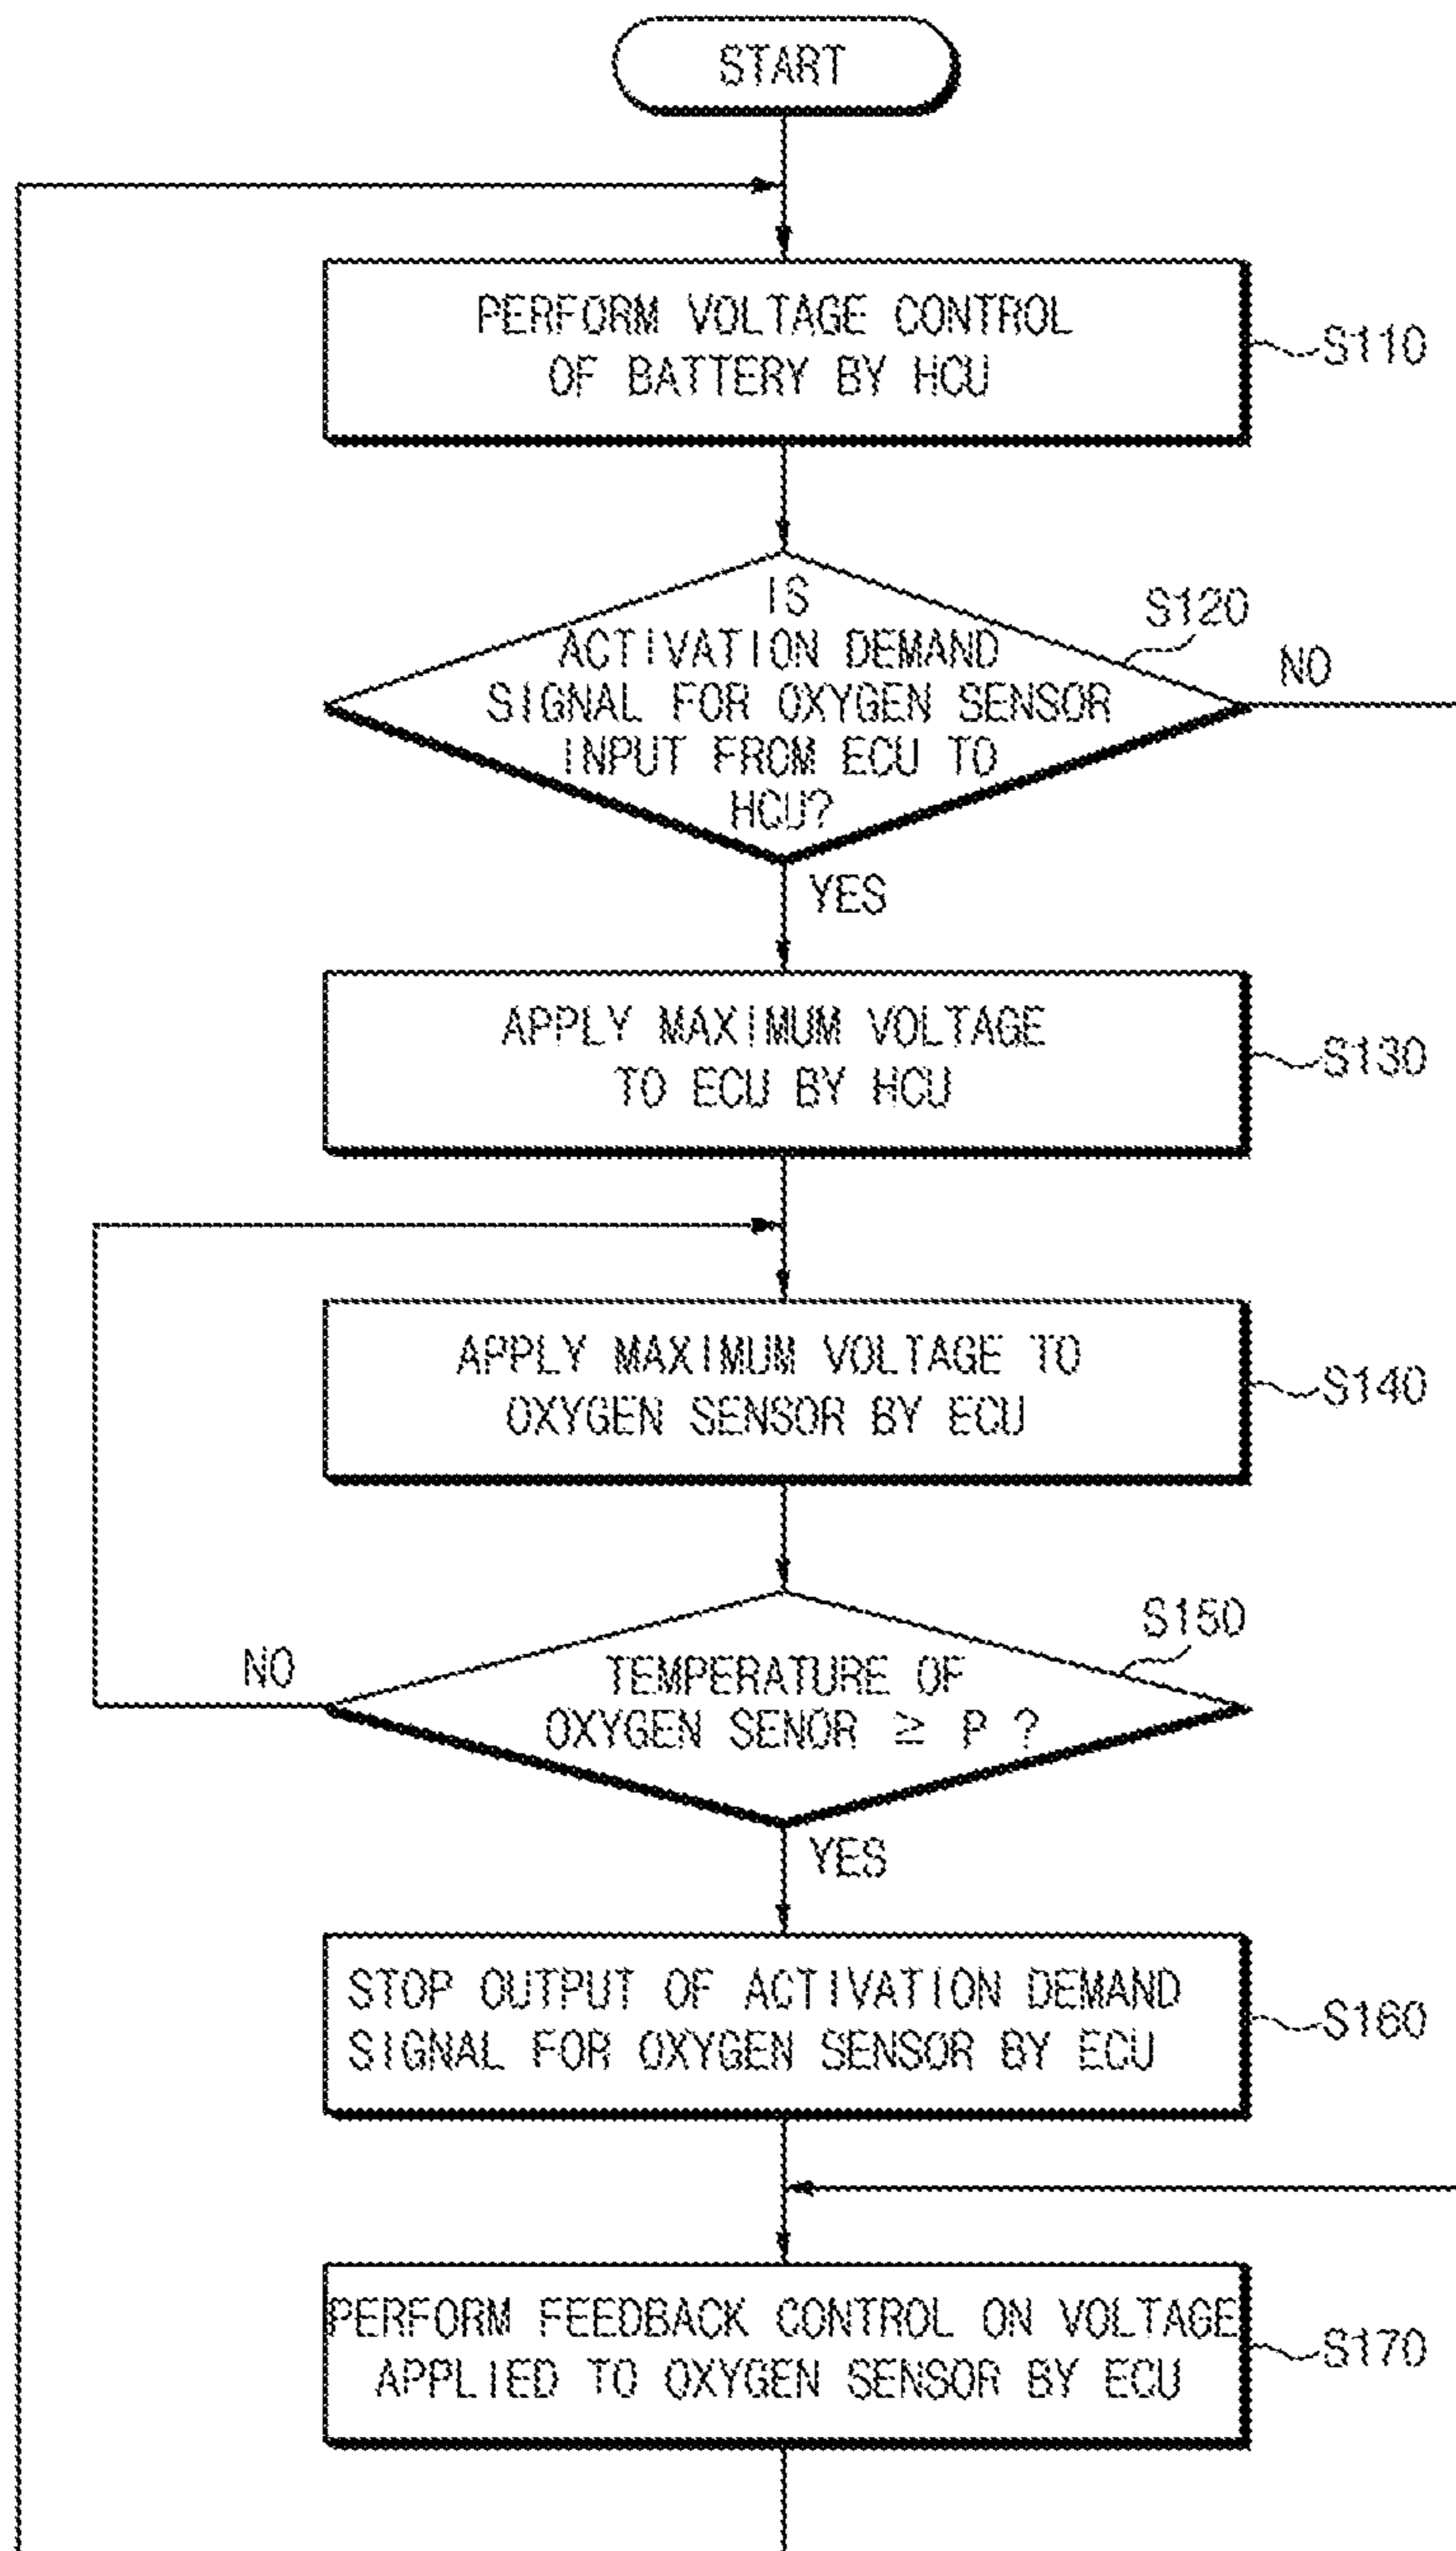 START
PERFORM VOLTAGE CONTROL
OF BATTERY BY HCU
S110
IS
ACTIVATION DEMAND
SIGNAL FOR OXYGEN SENSOR
INPUT FROM ECU TO
HCU?
S120
NO
YES
APPLY MAXIMUM VOLTAGE
TO ECU BY HCU
S130
APPLY MAXIMUM VOLTAGE TO
OXYGEN SENSOR BY ECU
S140
TEMPERATURE OF
OXYGEN SENOR ≥ P ?
S150
NO
YES
STOP OUTPUT OF ACTIVATION DEMAND
SIGNAL FOR OXYGEN SENSOR BY ECU
S160
PERFORM FEEDBACK CONTROL ON VOLTAGE
APPLIED TO OXYGEN SENSOR BY ECU
S170